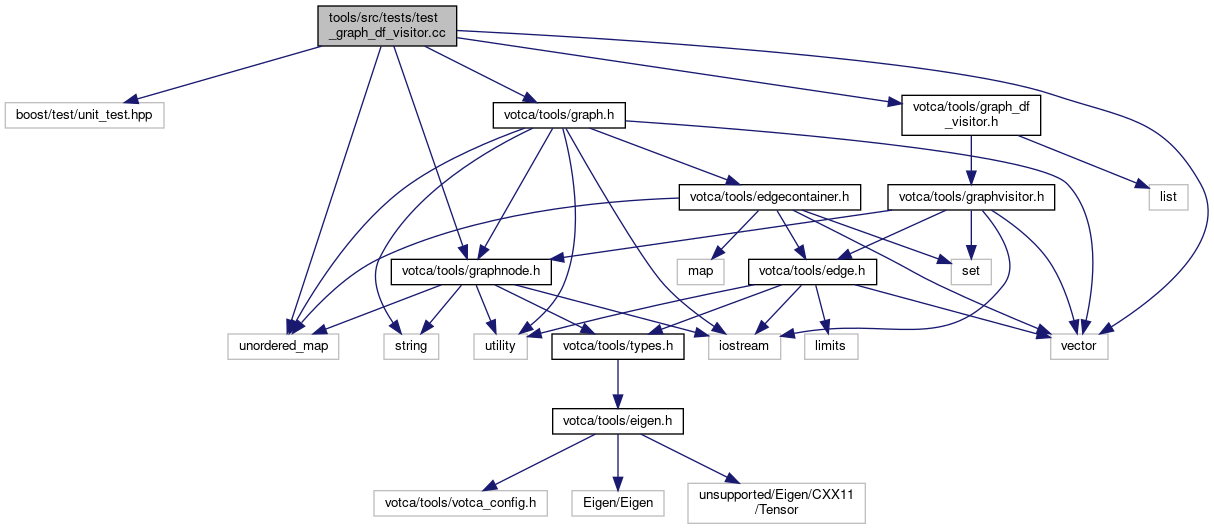 tools/src/tests/test
_graph_df_visitor.cc
boost/test/unit_test.hpp
votca/tools/graph.h
votca/tools/graph_df
_visitor.h
votca/tools/edgecontainer.h
votca/tools/graphvisitor.h
list
votca/tools/graphnode.h
map
votca/tools/edge.h
set
unordered_map
string
utility
votca/tools/types.h
iostream
limits
vector
votca/tools/eigen.h
votca/tools/votca_config.h
Eigen/Eigen
unsupported/Eigen/CXX11
/Tensor